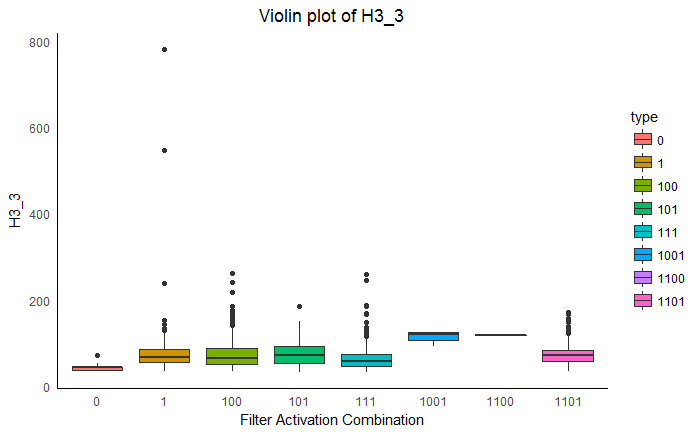 Violin plot of H3_3
800
600
400
200
0
H3_3
0 1 100 101 111 1001 1100 1101
Filter Activation Combination
type
0
1
100
101
111
1001
1100
1101